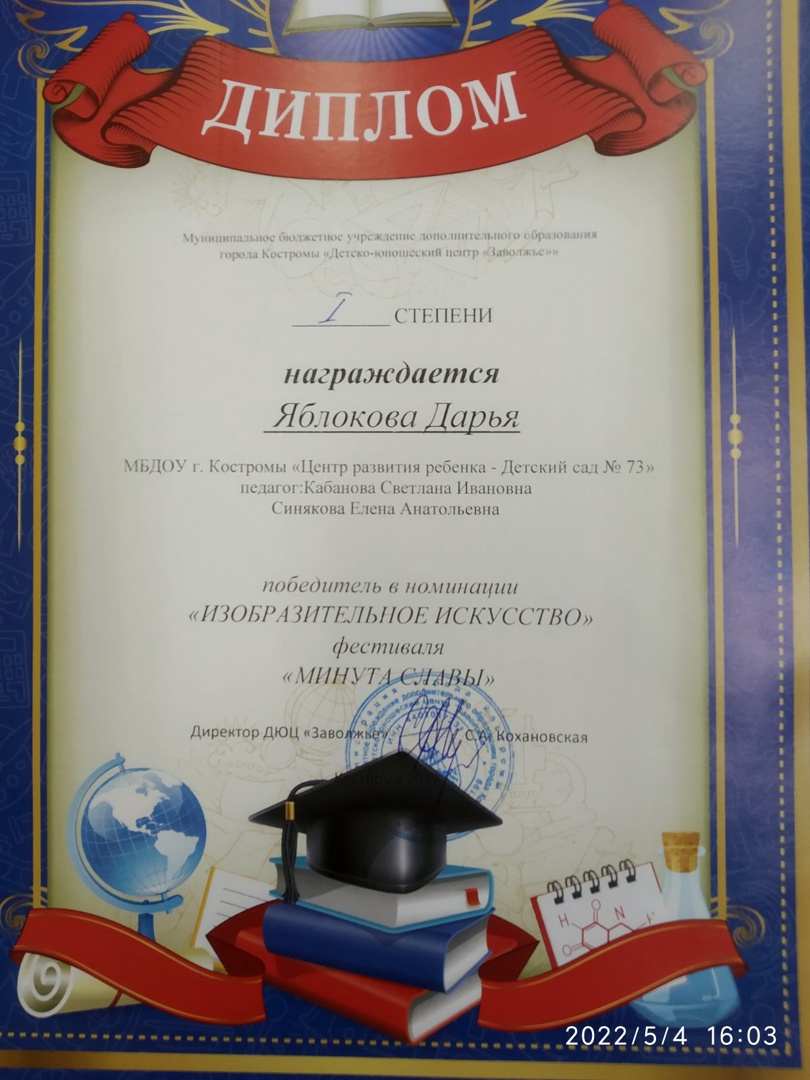 ДИПЛОМ
Муниципальное бюджетное учреждение дополнительного образования
города Костромы «Детско-юношеский центр «Заволжье»»
I СТЕПЕНИ
награждается
Яблокова Дарья
МБДОУ г. Костромы «Центр развития ребенка - Детский сад № 73»
педагог:Кабанова Светлана Ивановна
Синякова Елена Анатольевна
победитель в номинации
«ИЗОБРАЗИТЕЛЬНОЕ ИСКУССТВО»
фестиваля
«МИНУТА СЛАВЫ»
Директор ДЮЦ «Заволжье» С.А. Кохановская
H O N
O
2022/5/4 16:03